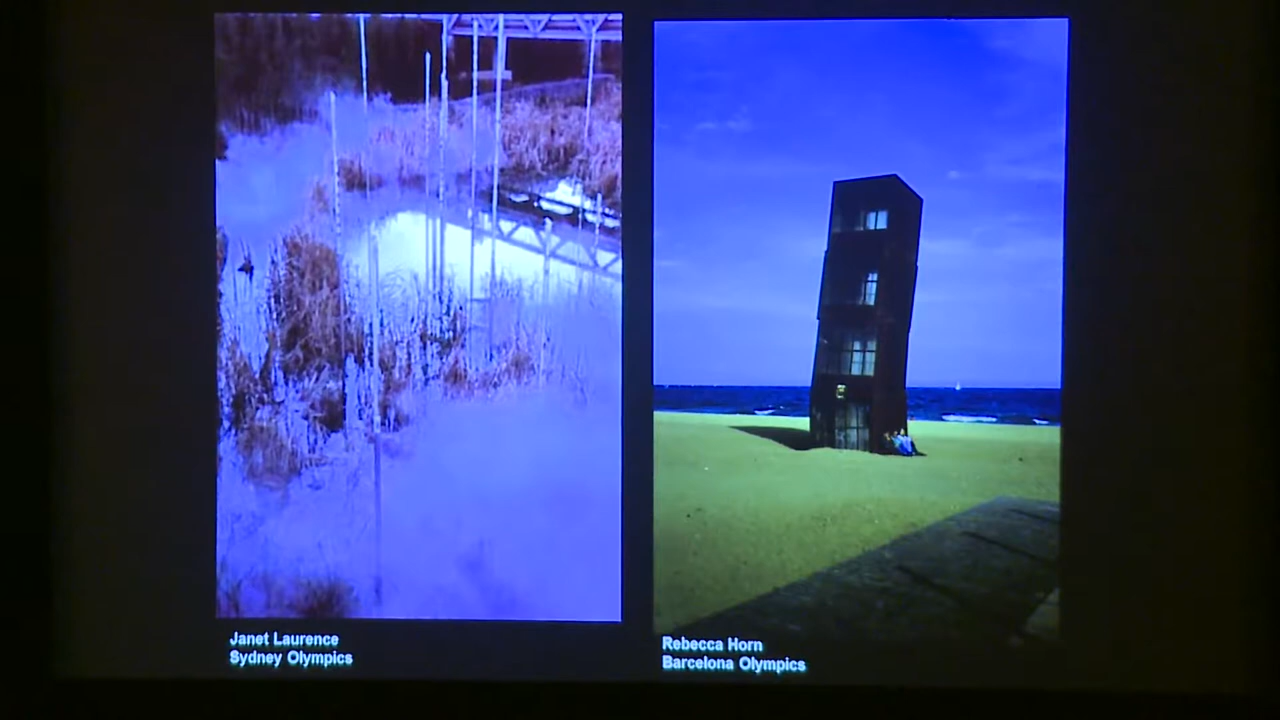 Janet Laurence
Sydney Olympics
Rebecca Horn
Barcelona Olympics